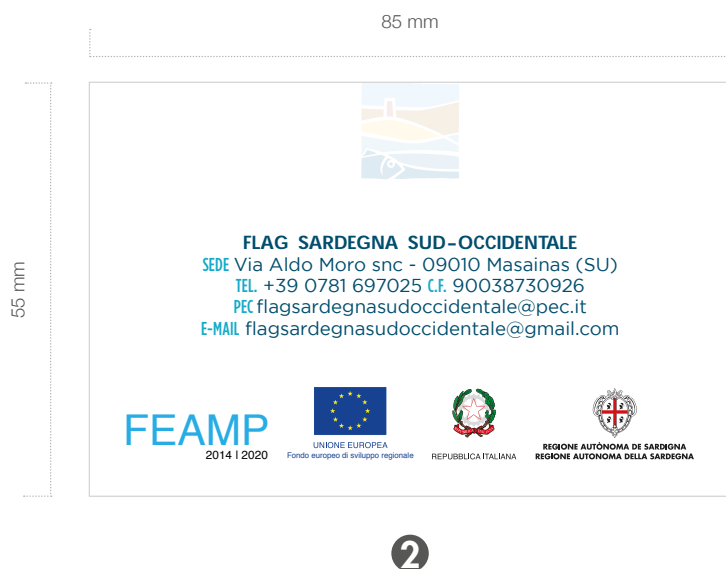 85 mm
55 mm
FLAG SARDEGNA SUD-OCCIDENTALE
SEDE Via Aldo Moro snc - 09010 Masainas (SU)
TEL. +39 0781 697025 C.F. 90038730926
PEC flagsardegnasudoccidentale@pec.it
E-MAIL flagsardegnasudoccidentale@gmail.com
FEAMP
2014 | 2020
UNIONE EUROPEA
Fondo europeo di sviluppo regionale
REPUBBLICA ITALIANA
REGIONE AUTÒNOMA DE SARDIGNA
REGIONE AUTONOMA DELLA SARDEGNA
2